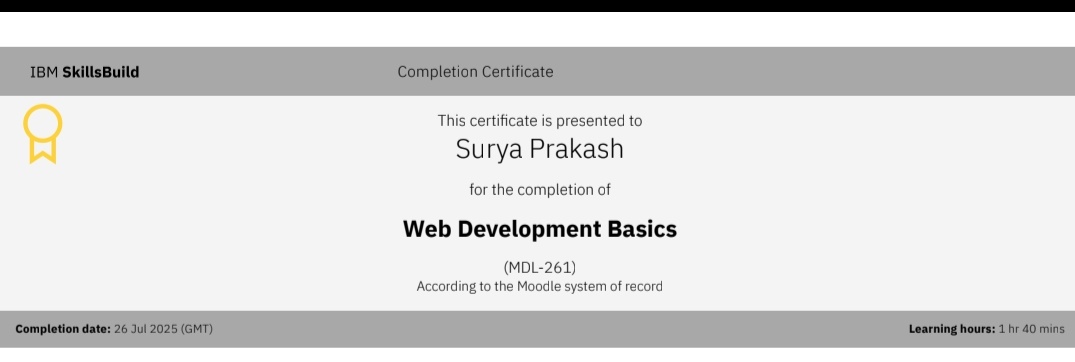 IBM SkillsBuild
Completion Certificate
This certificate is presented to
Surya Prakash
for the completion of
Web Development Basics
(MDL-261)
According to the Moodle system of record
Completion date: 26 Jul 2025 (GMT)
Learning hours: 1 hr 40 mins